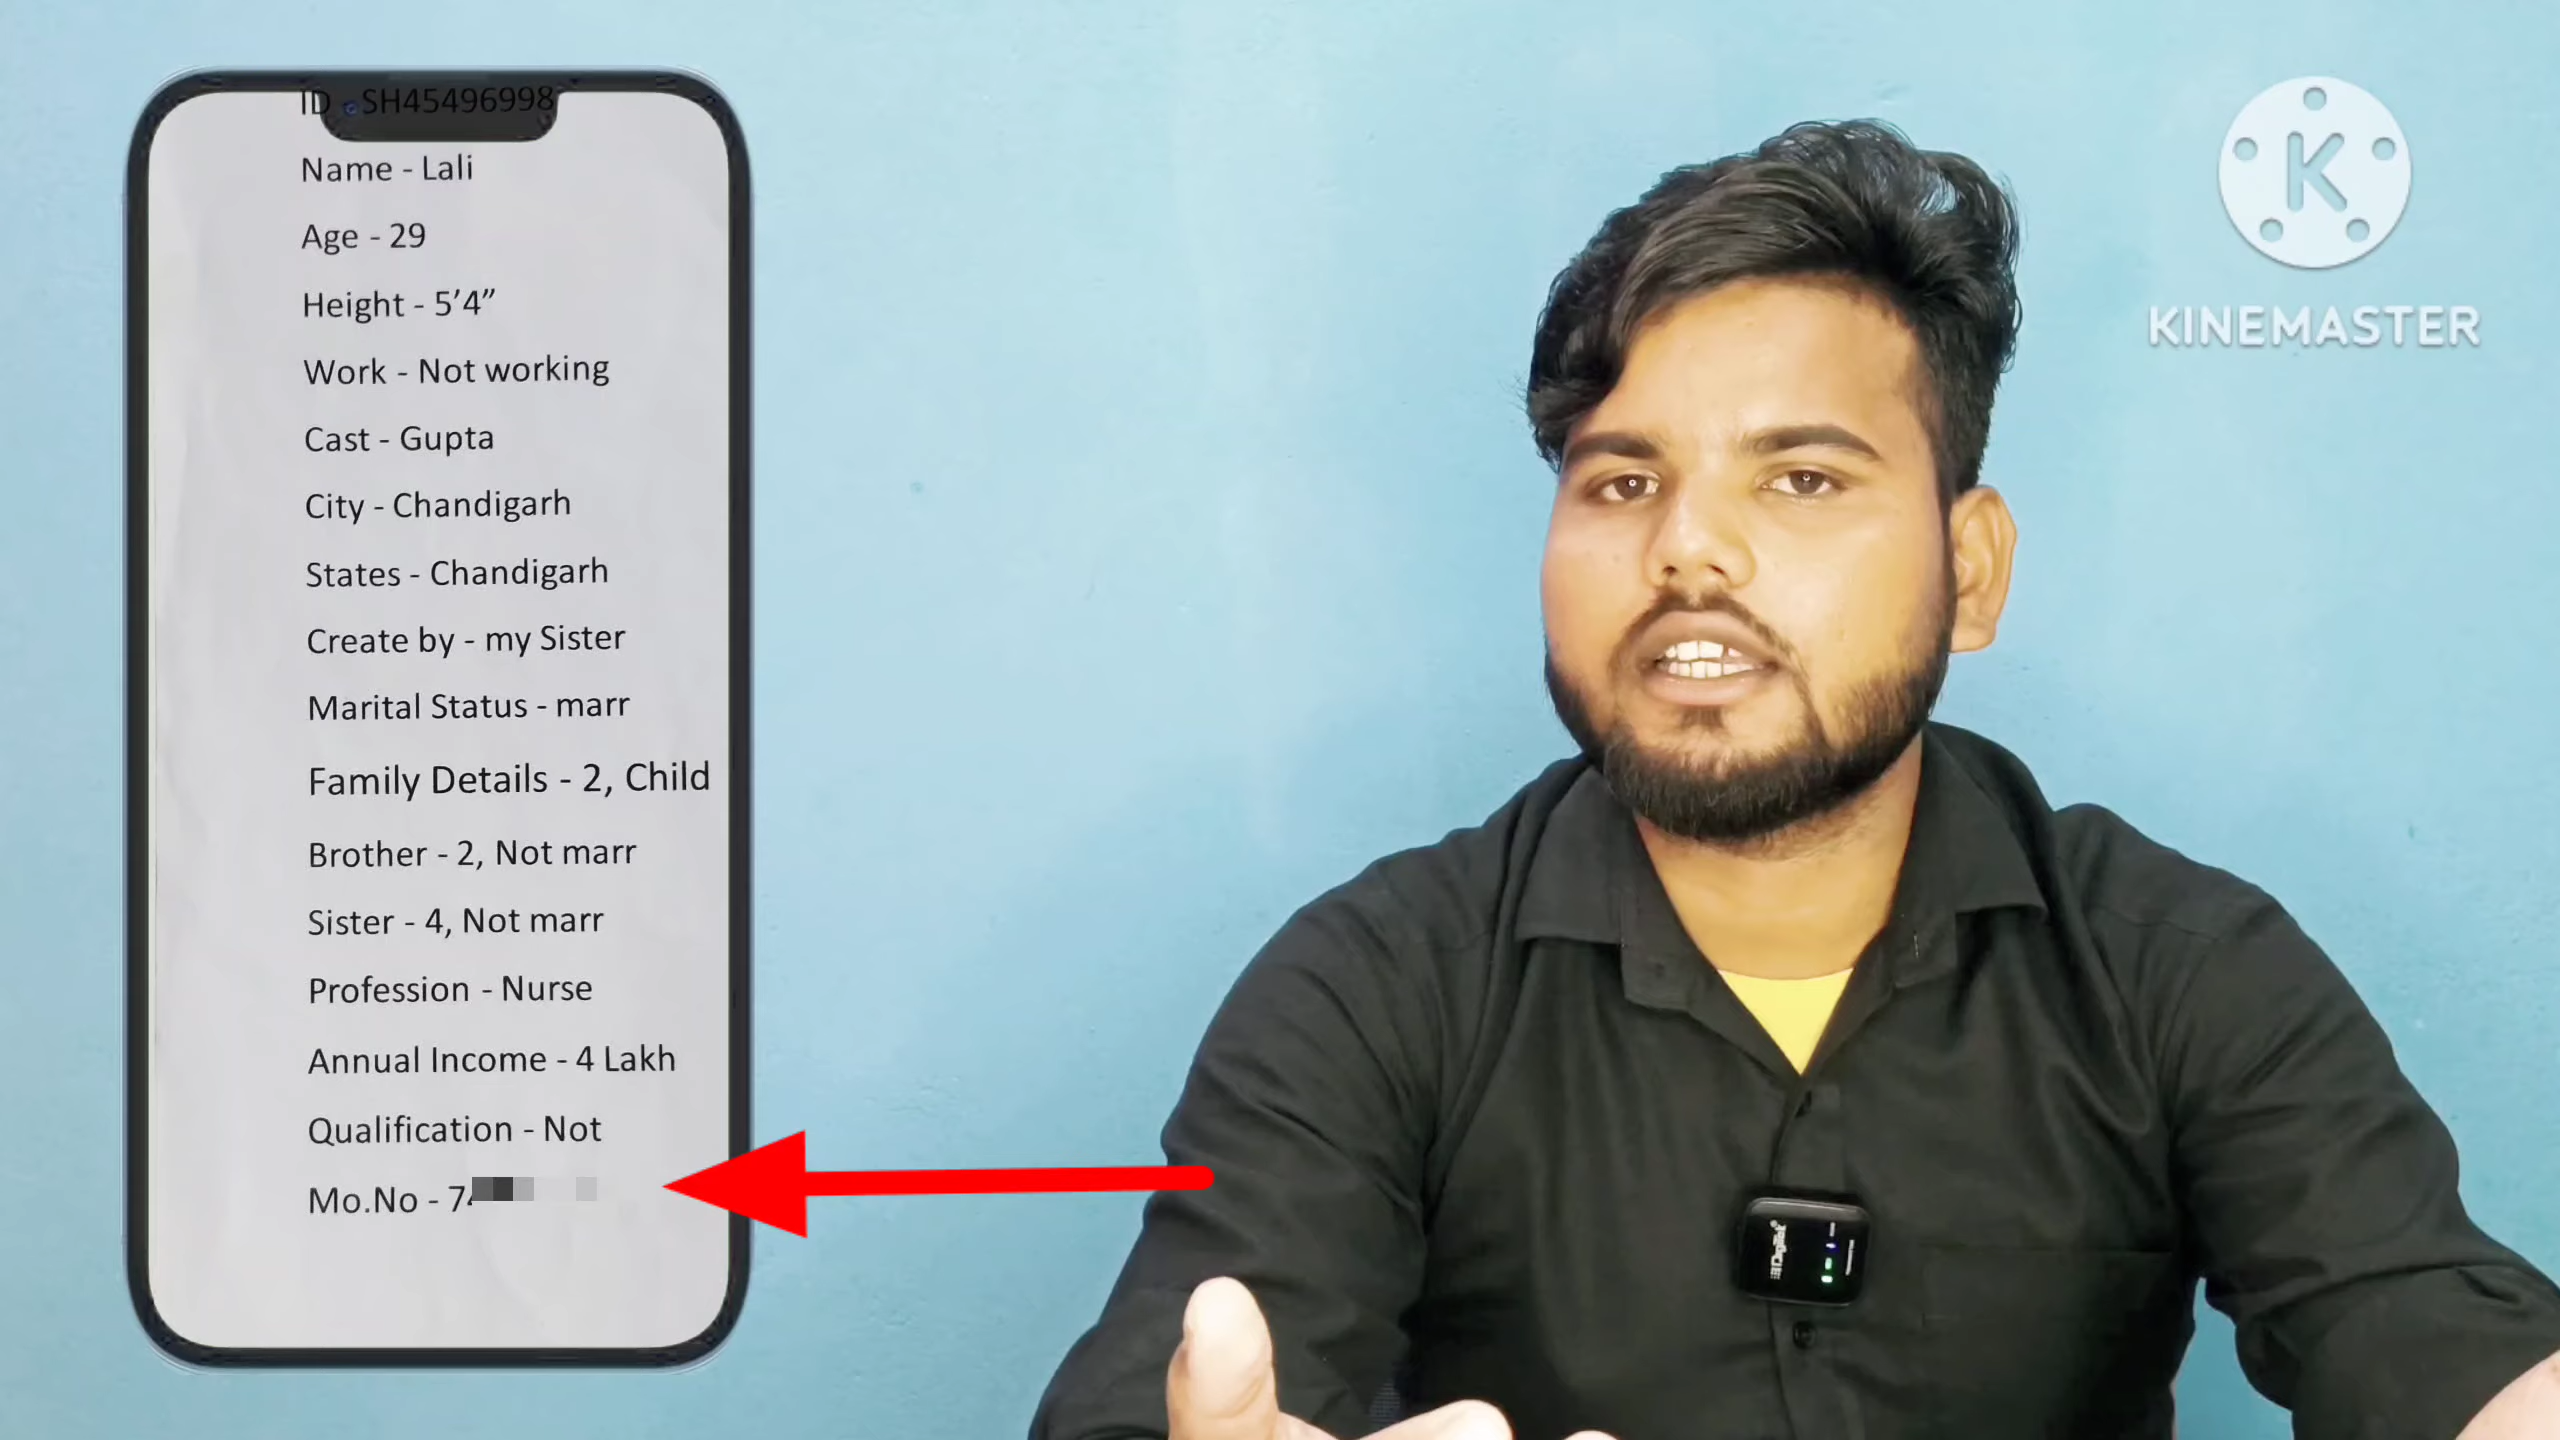 ID - SH45496998
Name - Lali
Age - 29
Height - 5’4”
Work - Not working
Cast - Gupta
City - Chandigarh
States - Chandigarh
Create by - my Sister
Marital Status - marr
Family Details - 2, Child
Brother - 2, Not marr
Sister - 4, Not marr
Profession - Nurse
Annual Income - 4 Lakh
Qualification - Not
Mo.No - 74
K
KINEMASTER
Digitek